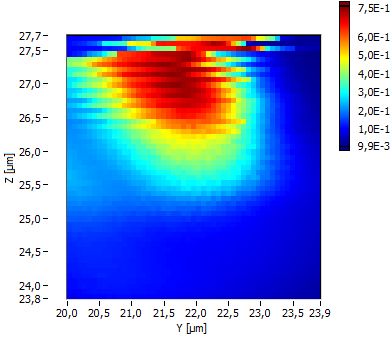 7,5E-1
6,0E-1
5,0E-1
4,0E-1
3,0E-1
2,0E-1
1,0E-1
9,9E-3
27,7
27,5
27,0
26,5
26,0
25,5
25,0
24,5
24,0
23,8
Z [µm]
20,0 20,5 21,0 21,5 22,0 22,5 23,0 23,5 23,9
Y [µm]